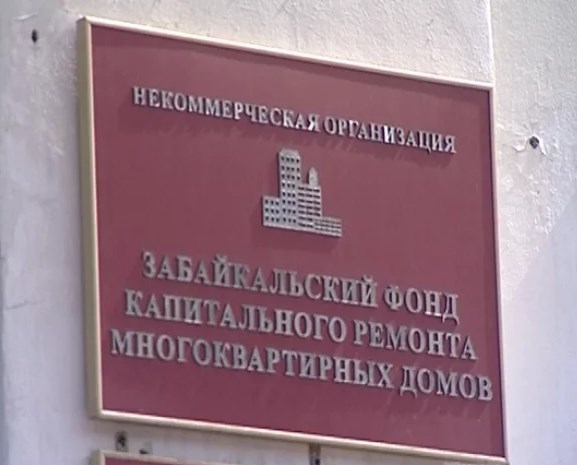 НЕКОММЕРЧЕСКАЯ ОРГАНИЗАЦИЯ
ЗАБАЙКАЛЬСКИЙ ФОНД
КАПИТАЛЬНОГО РЕМОНТА
МНОГОКВАРТИРНЫХ ДОМОВ